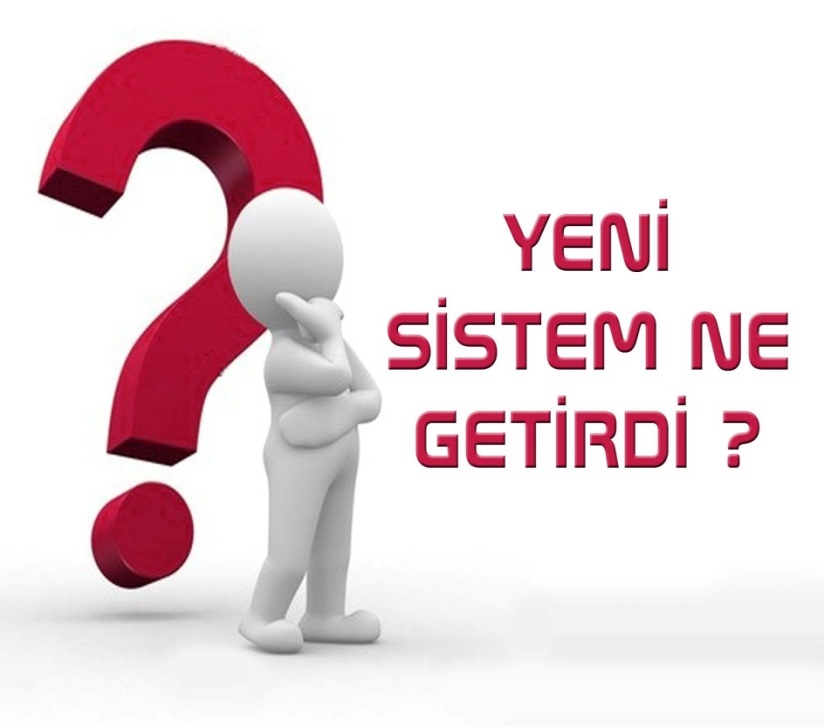 YENİ
SİSTEM NE
GETİRDİ ?